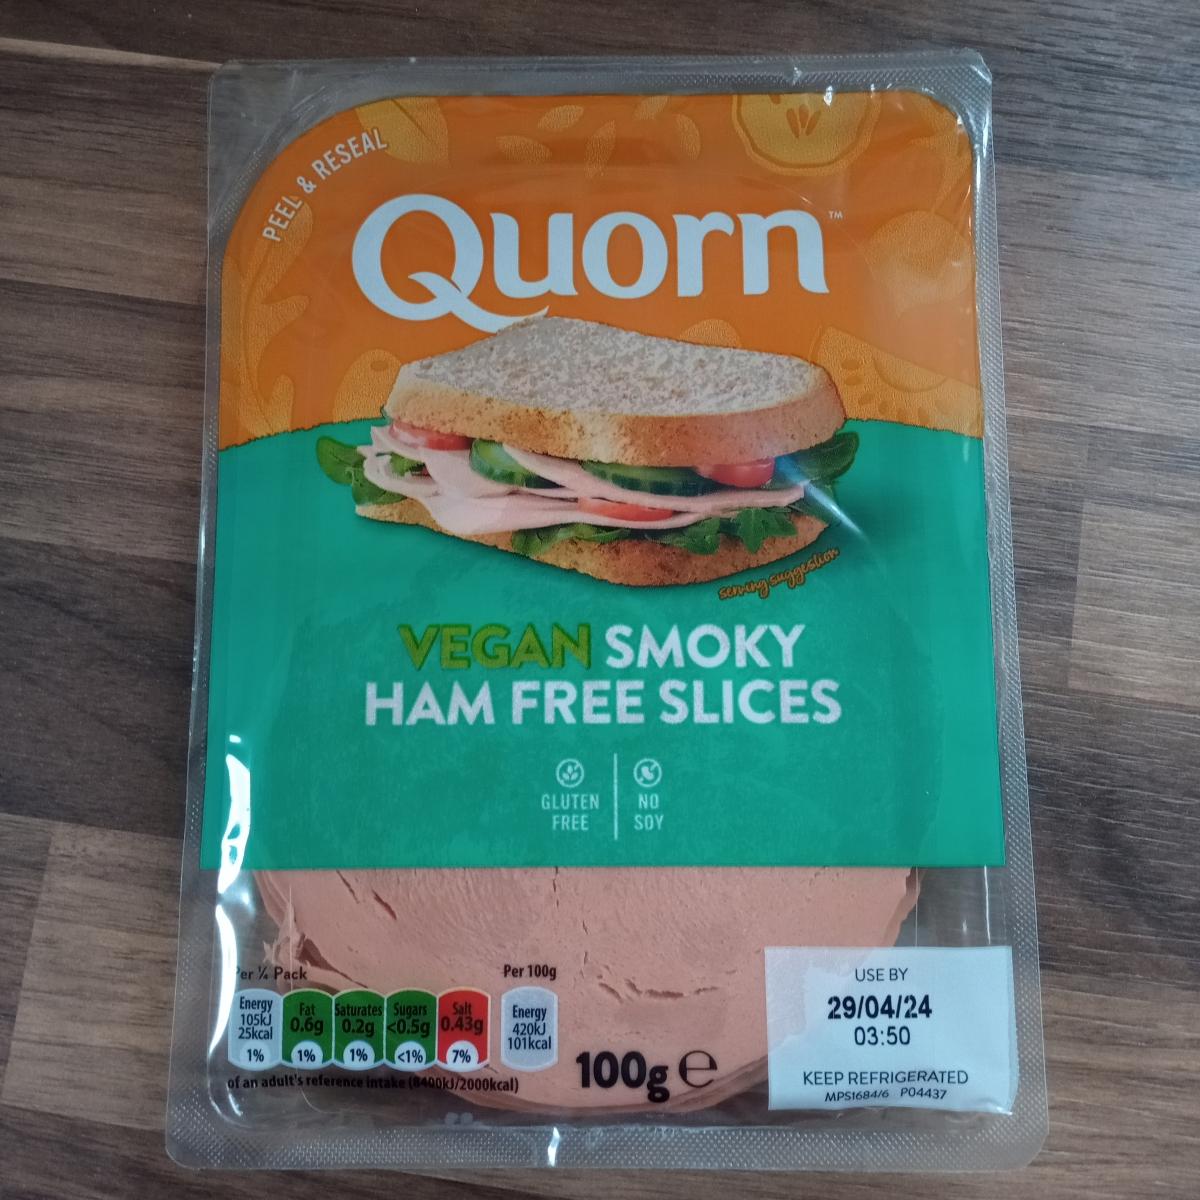 PEEL & RESEAL
Quorn™
serving suggestion
VEGAN SMOKY
HAM FREE SLICES
GLUTEN
FREE
NO
SOY
Per ¼ Pack
Per 100g
Energy
105kJ
25kcal
1%
Fat
0.6g
1%
Saturates
0.2g
1%
Sugars
<0.5g
<1%
Salt
0.43g
7%
Energy
420kJ
101kcal
of an adult's reference intake (8400kJ/2000kcal)
100g ℮
USE BY
29/04/24
03:50
KEEP REFRIGERATED
MPS1684/6 P04437